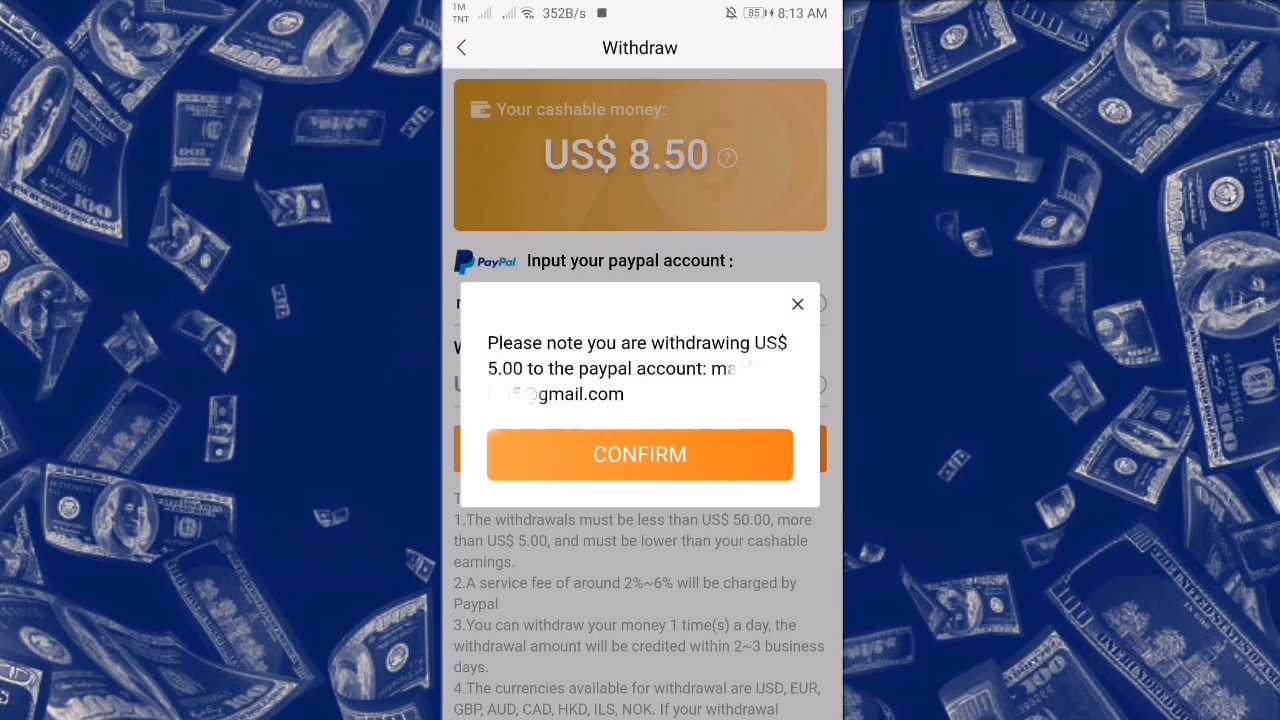 TM
TNT
352B/s
85
8:13 AM
Withdraw
Your cashable money:
US$ 8.50 ?
PayPal Input your paypal account :
Please note you are withdrawing US$
5.00 to the paypal account:
@gmail.com
CONFIRM
1.The withdrawals must be less than US$ 50.00, more
than US$ 5.00, and must be lower than your cashable
earnings.
2.A service fee of around 2%~6% will be charged by
Paypal
3.You can withdraw your money 1 time(s) a day, the
withdrawal amount will be credited within 2~3 business
days.
4.The currencies available for withdrawal are USD, EUR,
GBP, AUD, CAD, HKD, ILS, NOK. If your withdrawal
100